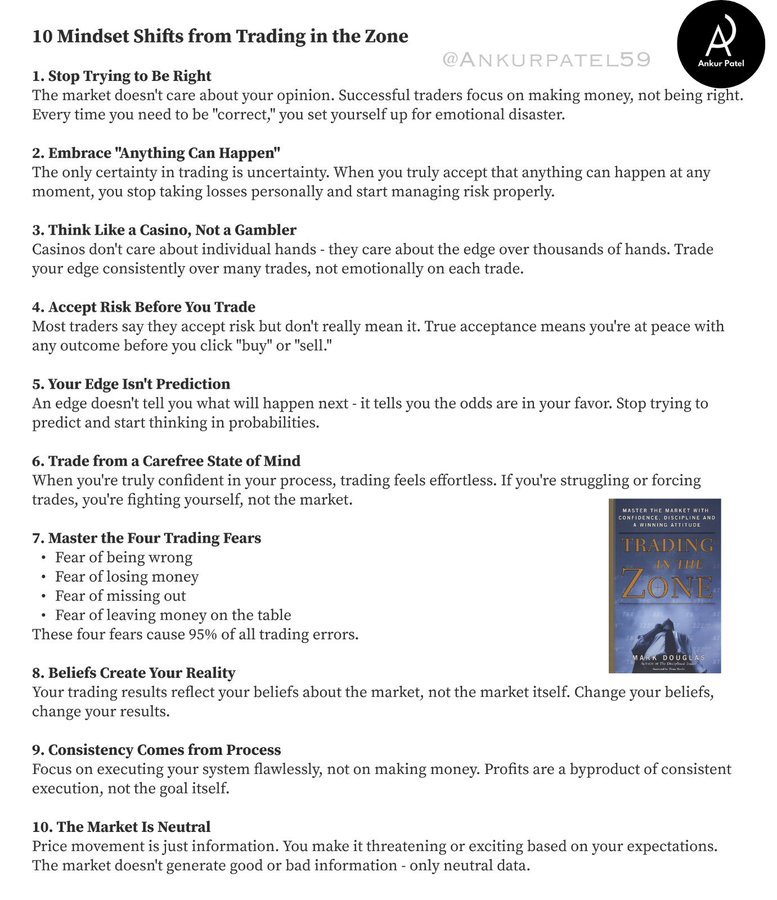 10 Mindset Shifts from Trading in the Zone
@ANKURPATEL59
Ankur Patel
1. Stop Trying to Be Right
The market doesn't care about your opinion. Successful traders focus on making money, not being right.
Every time you need to be "correct," you set yourself up for emotional disaster.
2. Embrace "Anything Can Happen"
The only certainty in trading is uncertainty. When you truly accept that anything can happen at any
moment, you stop taking losses personally and start managing risk properly.
3. Think Like a Casino, Not a Gambler
Casinos don't care about individual hands - they care about the edge over thousands of hands. Trade
your edge consistently over many trades, not emotionally on each trade.
4. Accept Risk Before You Trade
Most traders say they accept risk but don't really mean it. True acceptance means you're at peace with
any outcome before you click "buy" or "sell."
5. Your Edge Isn't Prediction
An edge doesn't tell you what will happen next - it tells you the odds are in your favor. Stop trying to
predict and start thinking in probabilities.
6. Trade from a Carefree State of Mind
When you're truly confident in your process, trading feels effortless. If you're struggling or forcing
trades, you're fighting yourself, not the market.
7. Master the Four Trading Fears
• Fear of being wrong
• Fear of losing money
• Fear of missing out
• Fear of leaving money on the table
These four fears cause 95% of all trading errors.
MASTER THE MARKET WITH
CONFIDENCE, DISCIPLINE AND
A WINNING ATTITUDE
TRADING
IN THE
ZONE
MARK DOUGLAS
8. Beliefs Create Your Reality
Your trading results reflect your beliefs about the market, not the market itself. Change your beliefs,
change your results.
9. Consistency Comes from Process
Focus on executing your system flawlessly, not on making money. Profits are a byproduct of consistent
execution, not the goal itself.
10. The Market Is Neutral
Price movement is just information. You make it threatening or exciting based on your expectations.
The market doesn't generate good or bad information - only neutral data.